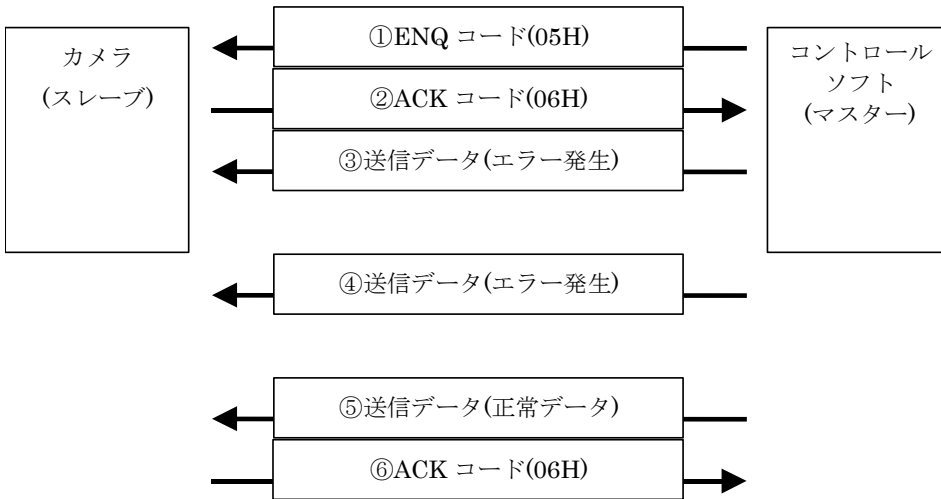 カメラ
(スレーブ)
①ENQ コード(05H)
②ACK コード(06H)
③送信データ(エラー発生)
④送信データ(エラー発生)
⑤送信データ(正常データ)
⑥ACK コード(06H)
コントロール
ソフト
(マスター)